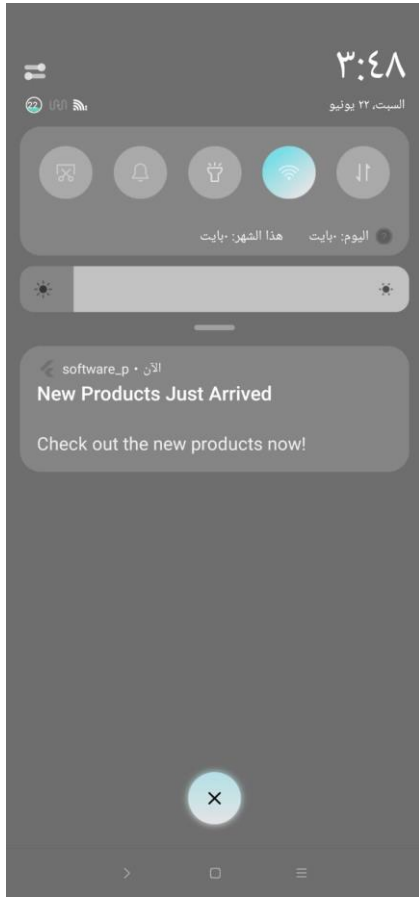 ٣:٤٨
السبت، ٢٢ يونيو
22
اليوم: ٠بايت هذا الشهر: ٠بايت
software_p • الآن
New Products Just Arrived
Check out the new products now!